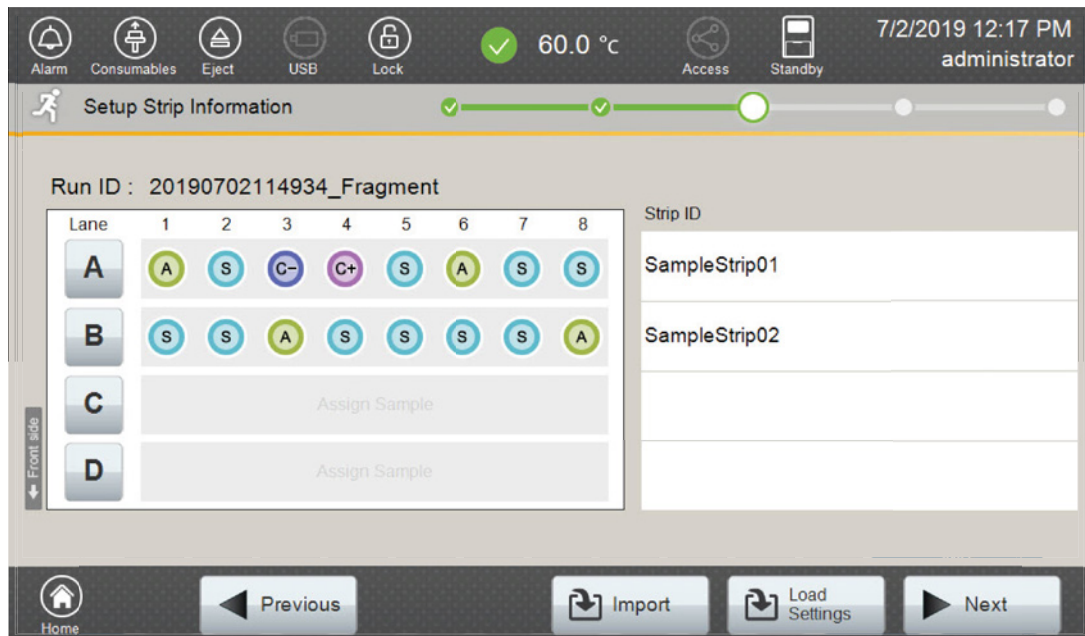 7/2/2019 12:17 PM
60.0 °c
administrator
Alarm Consumables Eject USB Lock Access Standby
Setup Strip Information
Run ID : 20190702114934_Fragment
Strip ID
Lane 1 2 3 4 5 6 7 8
A A S C- C+ S A S S
SampleStrip01
B S S A S S S S A
SampleStrip02
C Assign Sample
D Assign Sample
Front side
Previous
Import
Load
Settings
Next
Home